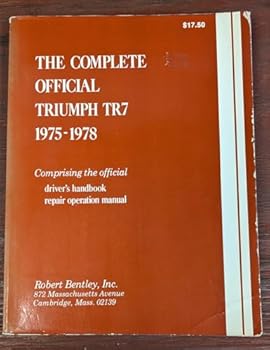 $17.50
THE COMPLETE
OFFICIAL
TRIUMPH TR7
1975-1978
Comprising the official
driver's handbook
repair operation manual
Robert Bentley, Inc.
872 Massachusetts Avenue
Cambridge, Mass. 02139